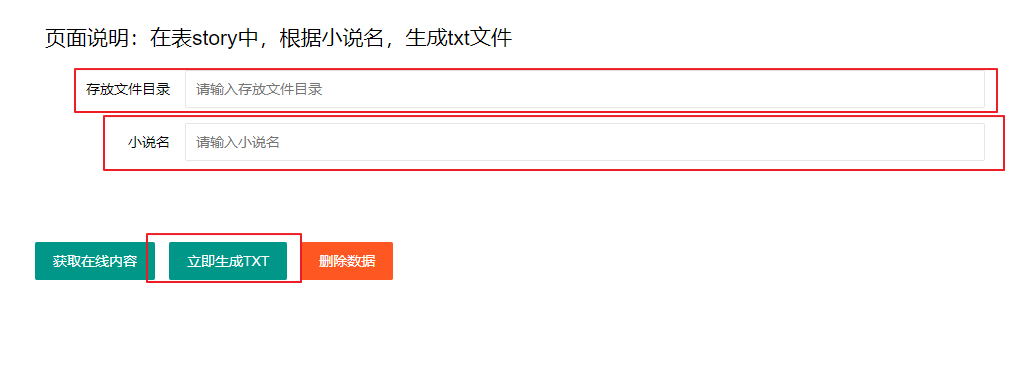 页面说明：在表story中，根据小说名，生成txt文件
存放文件目录 请输入存放文件目录
小说名 请输入小说名
获取在线内容 立即生成TXT 删除数据